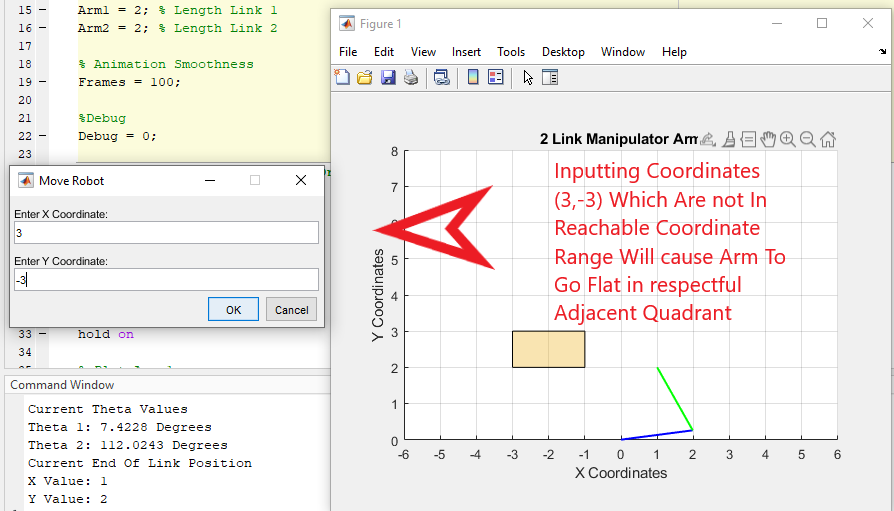 15 — Arm1 = 2; % Length Link 1
16 — Arm2 = 2; % Length Link 2
17
18 % Animation Smoothness
19 — Frames = 100;
20
21 %Debug
22 — Debug = 0;
23
Move Robot
Enter X Coordinate:
3
Enter Y Coordinate:
-3
OK Cancel
33 — hold on
34
Command Window
Current Theta Values
Theta 1: 7.4228 Degrees
Theta 2: 112.0243 Degrees
Current End Of Link Position
X Value: 1
Y Value: 2
Figure 1
File Edit View Insert Tools Desktop Window Help
2 Link Manipulator Arm
Inputting Coordinates
(3,-3) Which Are not In
Reachable Coordinate
Range Will cause Arm To
Go Flat in respectful
Adjacent Quadrant
Y Coordinates
8
7
6
5
4
3
2
1
0
-6 -5 -4 -3 -2 -1 0 1 2 3 4 5 6
X Coordinates